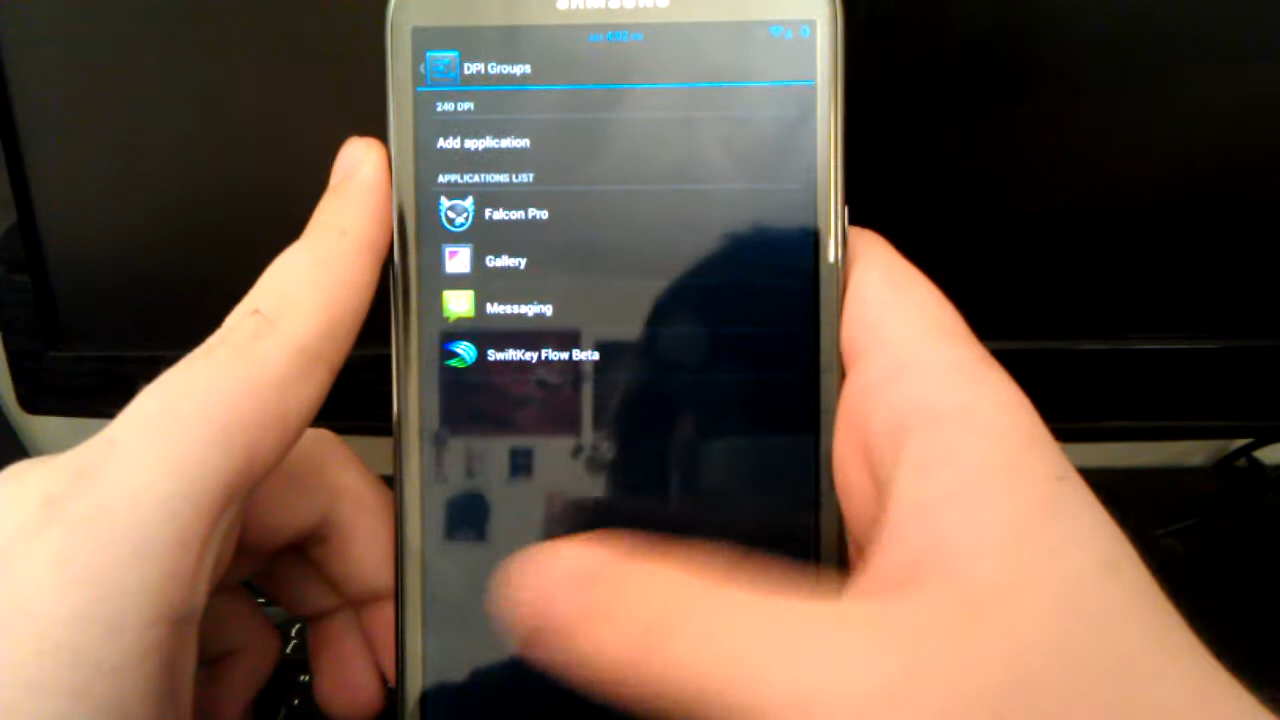 SAMSUNG
DPI Groups
240 DPI
Add application
APPLICATIONS LIST
Falcon Pro
Gallery
Messaging
SwiftKey Flow Beta